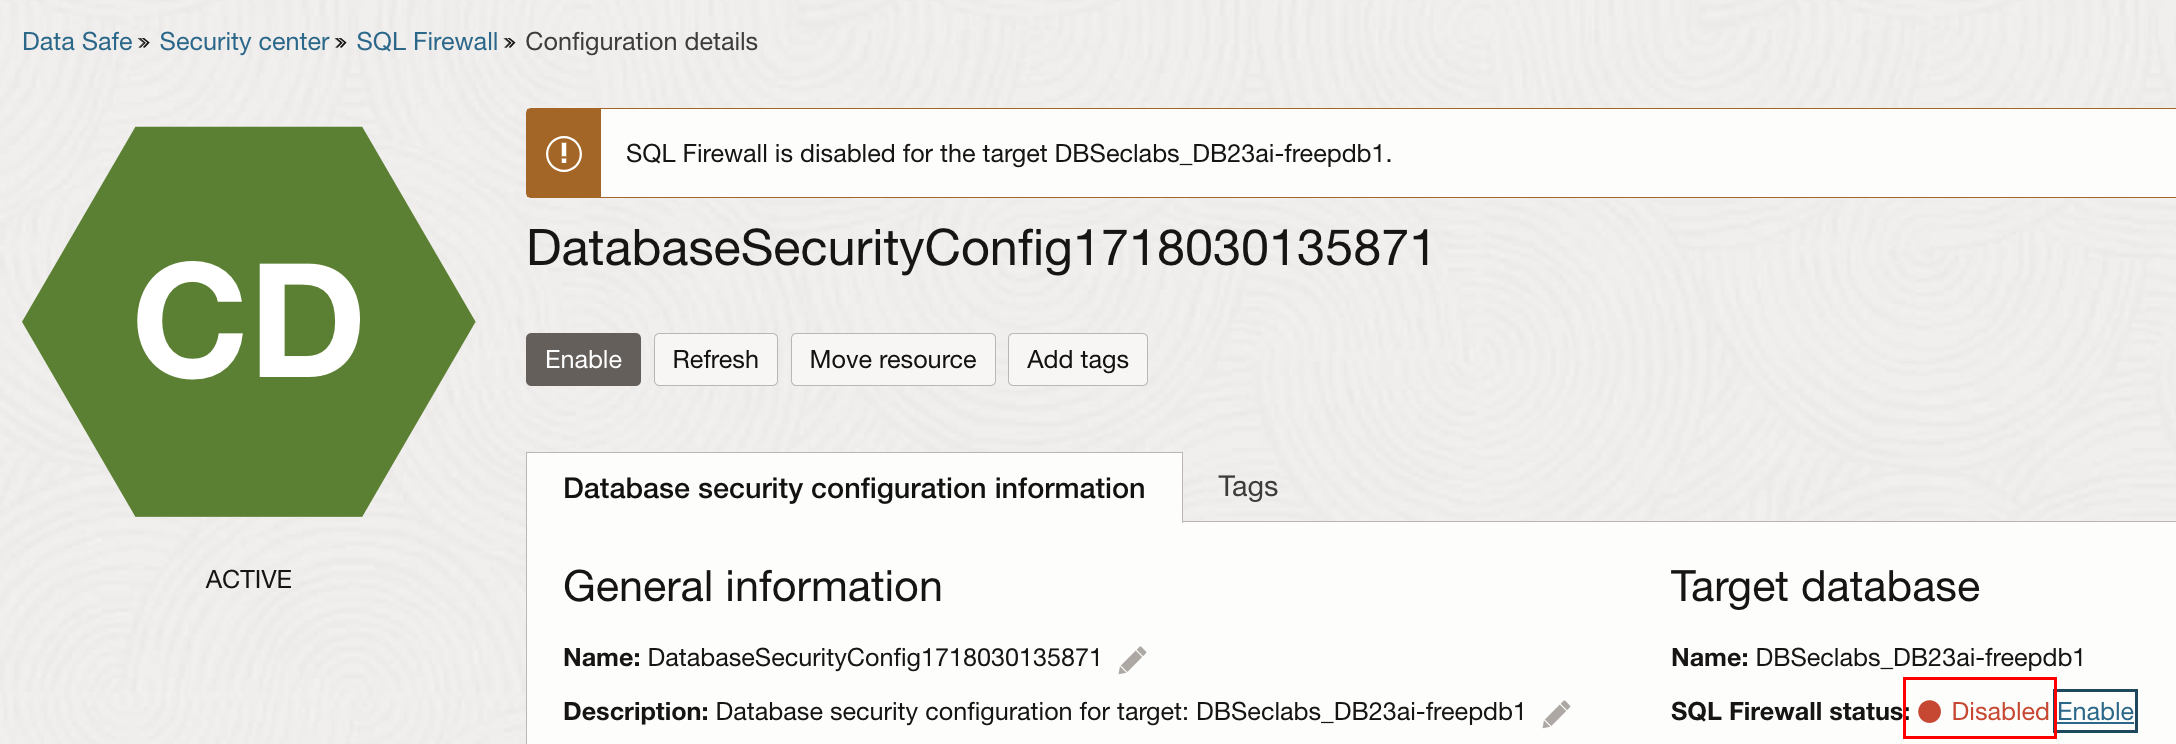 Data Safe » Security center » SQL Firewall » Configuration details
SQL Firewall is disabled for the target DBSeclabs_DB23ai-freepdb1.
CD
ACTIVE
DatabaseSecurityConfig1718030135871
Enable Refresh Move resource Add tags
Database security configuration information Tags
General information
Name: DatabaseSecurityConfig1718030135871
Description: Database security configuration for target: DBSeclabs_DB23ai-freepdb1
Target database
Name: DBSeclabs_DB23ai-freepdb1
SQL Firewall status: Disabled Enable